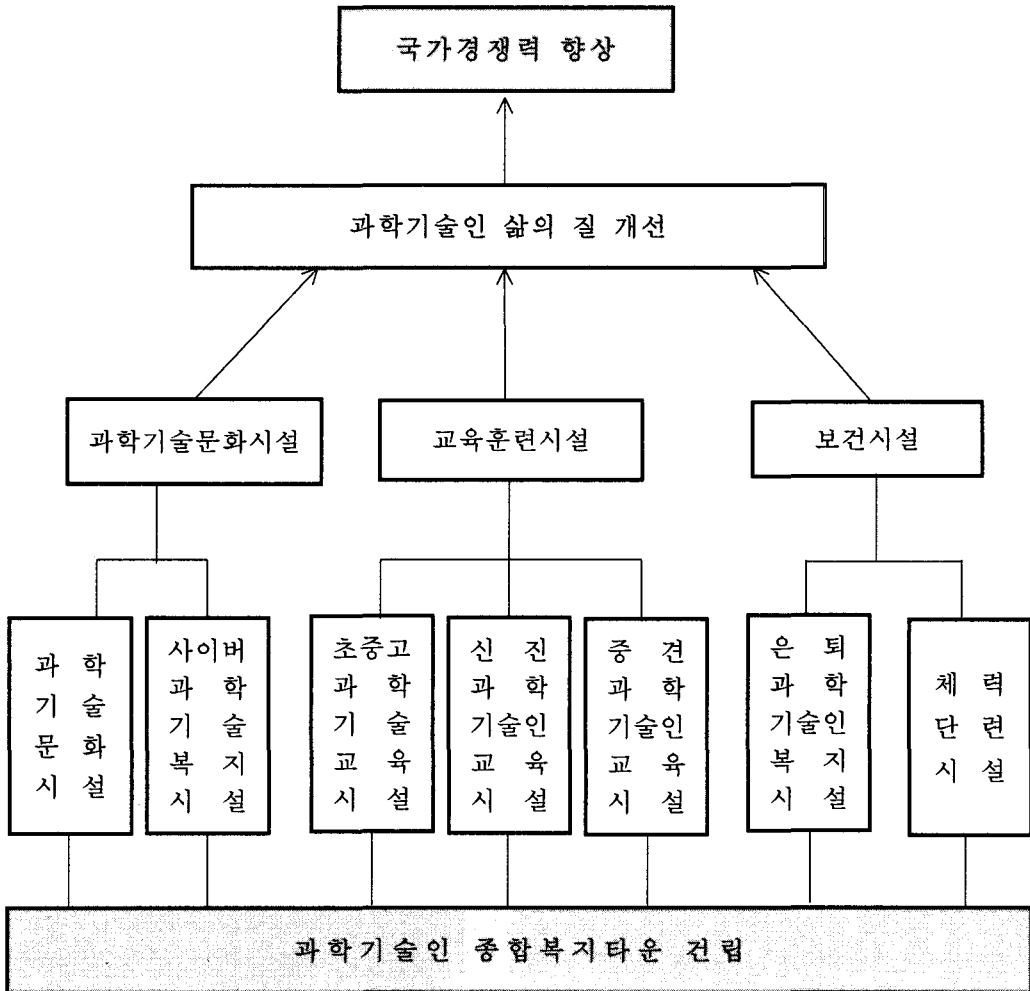 국가경쟁력 향상
과학기술인 삶의 질 개선
과학기술문화시설
교육훈련시설
보건시설
과 학
기 술
문 화
시 설
사이버
과 학
기 술
복 지
시 설
초중고
과 학
기 술
교 육
시 설
신 진
과 학
기술인
교 육
시 설
중 견
과 학
기술인
교 육
시 설
은 퇴
과 학
기술인
복 지
시 설
체 력
단 련
시 설
과학기술인 종합복지타운 건립